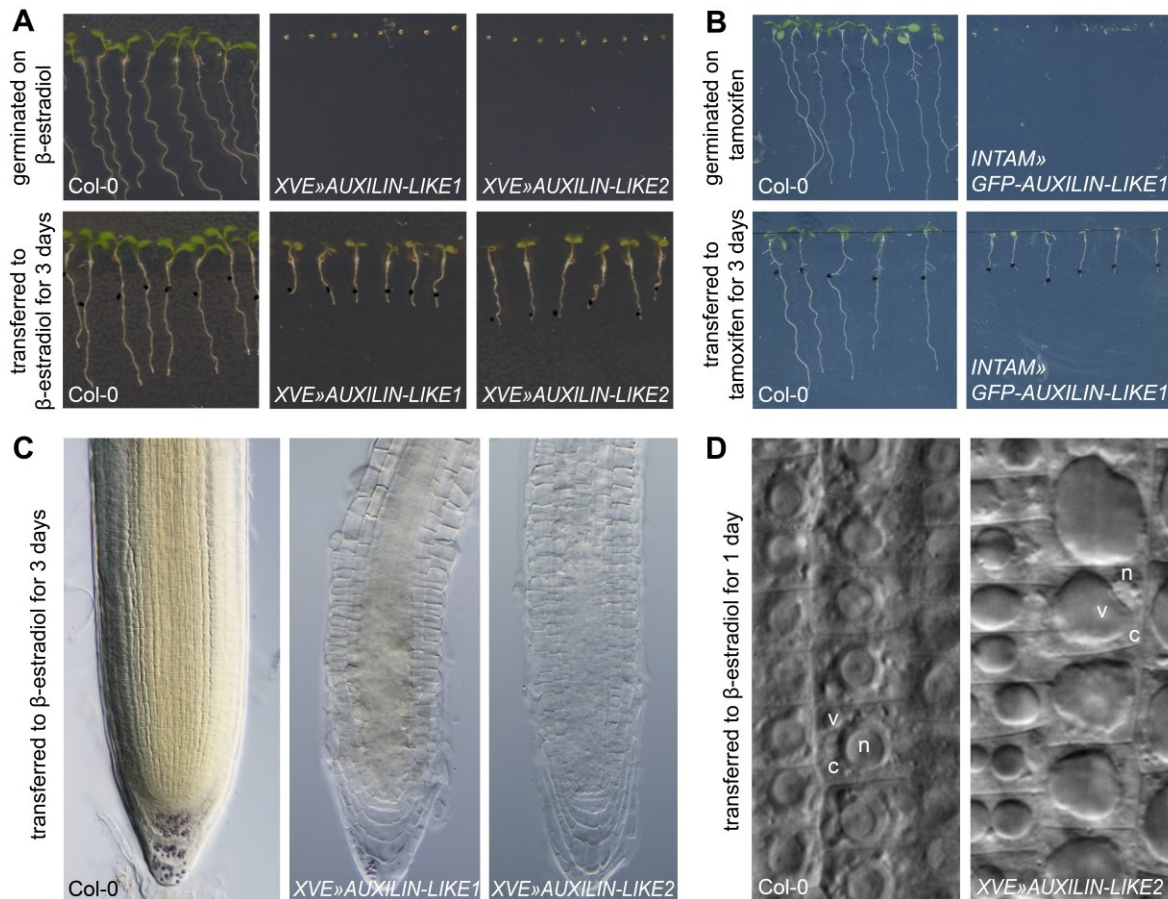 A
germinated on
β-estradiol
Col-0
XVE»AUXILIN-LIKE1
XVE»AUXILIN-LIKE2
transferred to
β-estradiol for 3 days
Col-0
XVE»AUXILIN-LIKE1
XVE»AUXILIN-LIKE2
B
germinated on
tamoxifen
Col-0
INTAM»
GFP-AUXILIN-LIKE1
transferred to
tamoxifen for 3 days
Col-0
INTAM»
GFP-AUXILIN-LIKE1
C
transferred to β-estradiol for 3 days
Col-0
XVE»AUXILIN-LIKE1
XVE»AUXILIN-LIKE2
D
transferred to β-estradiol for 1 day
v
n
c
Col-0
n
v
c
XVE»AUXILIN-LIKE2